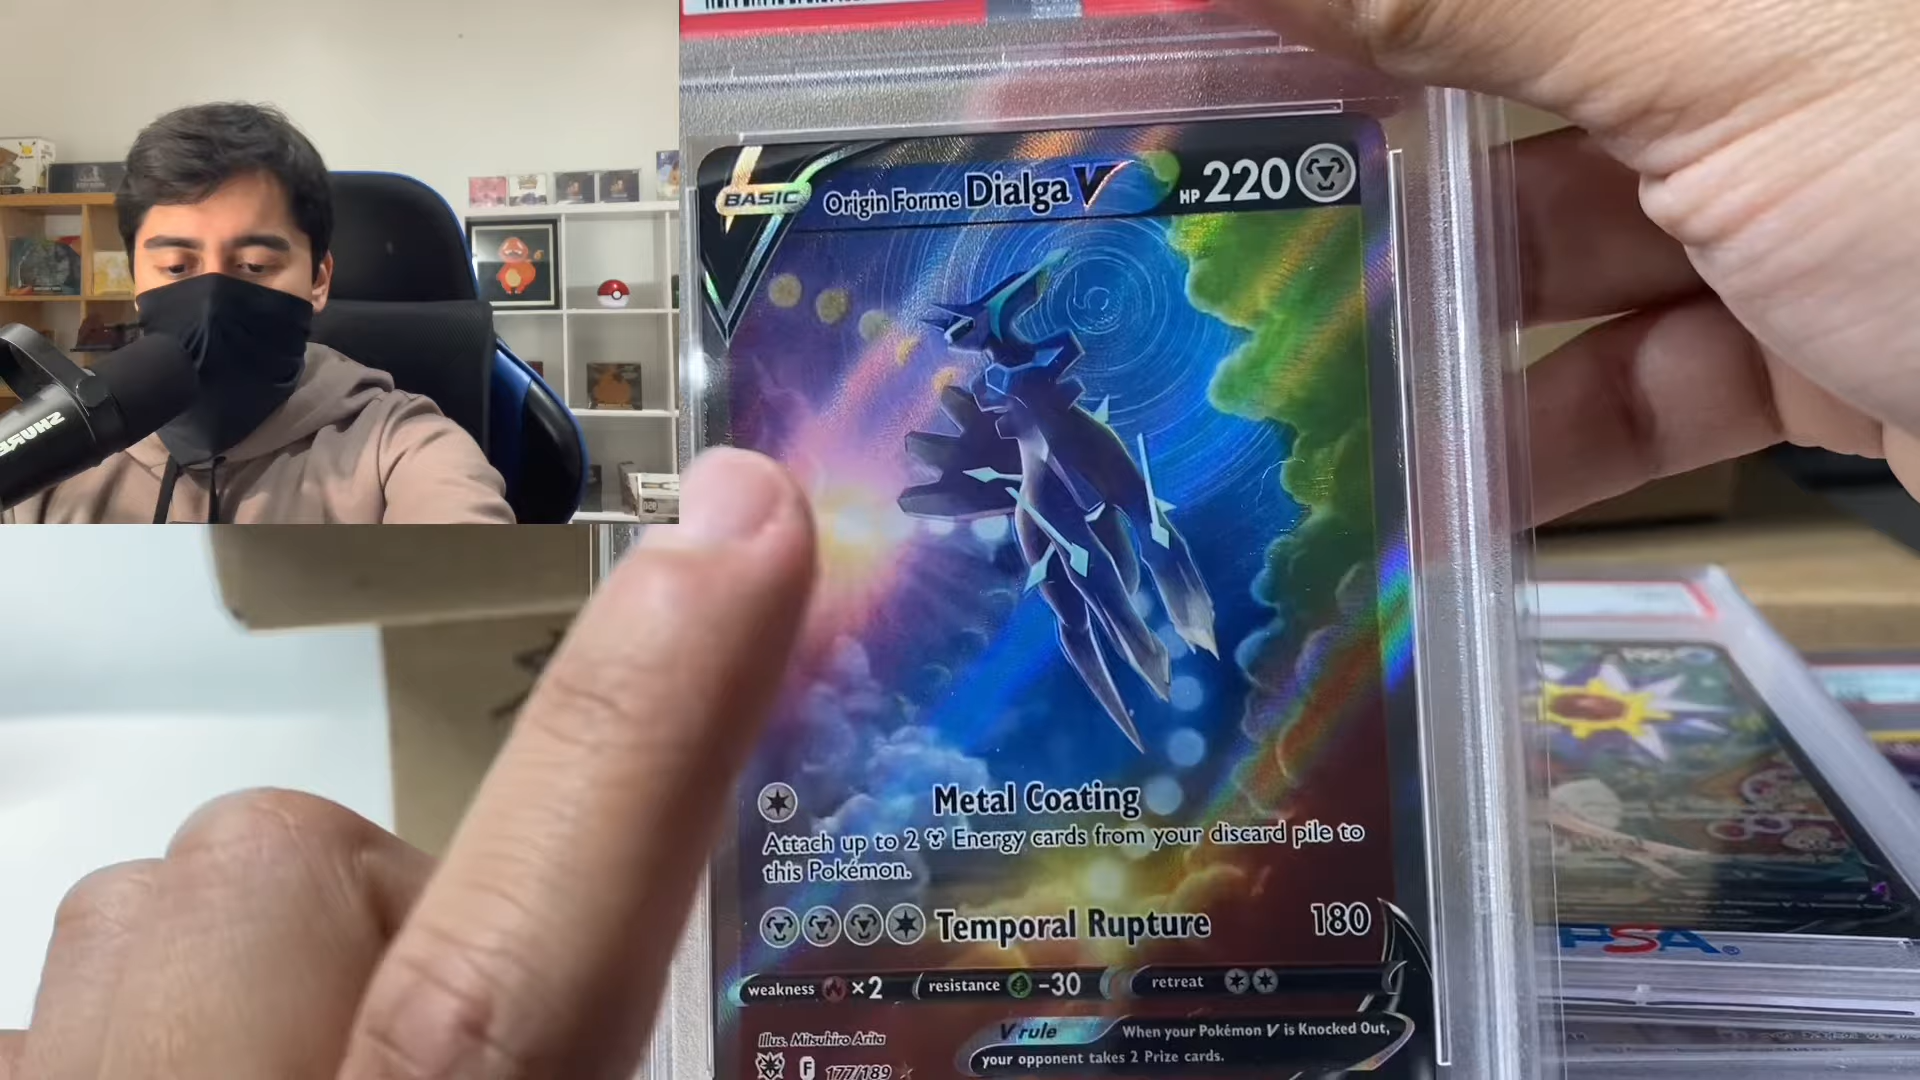 SHURE
BASIC
Origin Forme Dialga V
HP 220
Metal Coating
Attach up to 2 Energy cards from your discard pile to
this Pokémon.
Temporal Rupture 180
weakness ×2 resistance -30 retreat
Illus. Mitsuhiro Arita
V rule When your Pokémon V is Knocked Out,
your opponent takes 2 Prize cards.
F 177/189
PSA